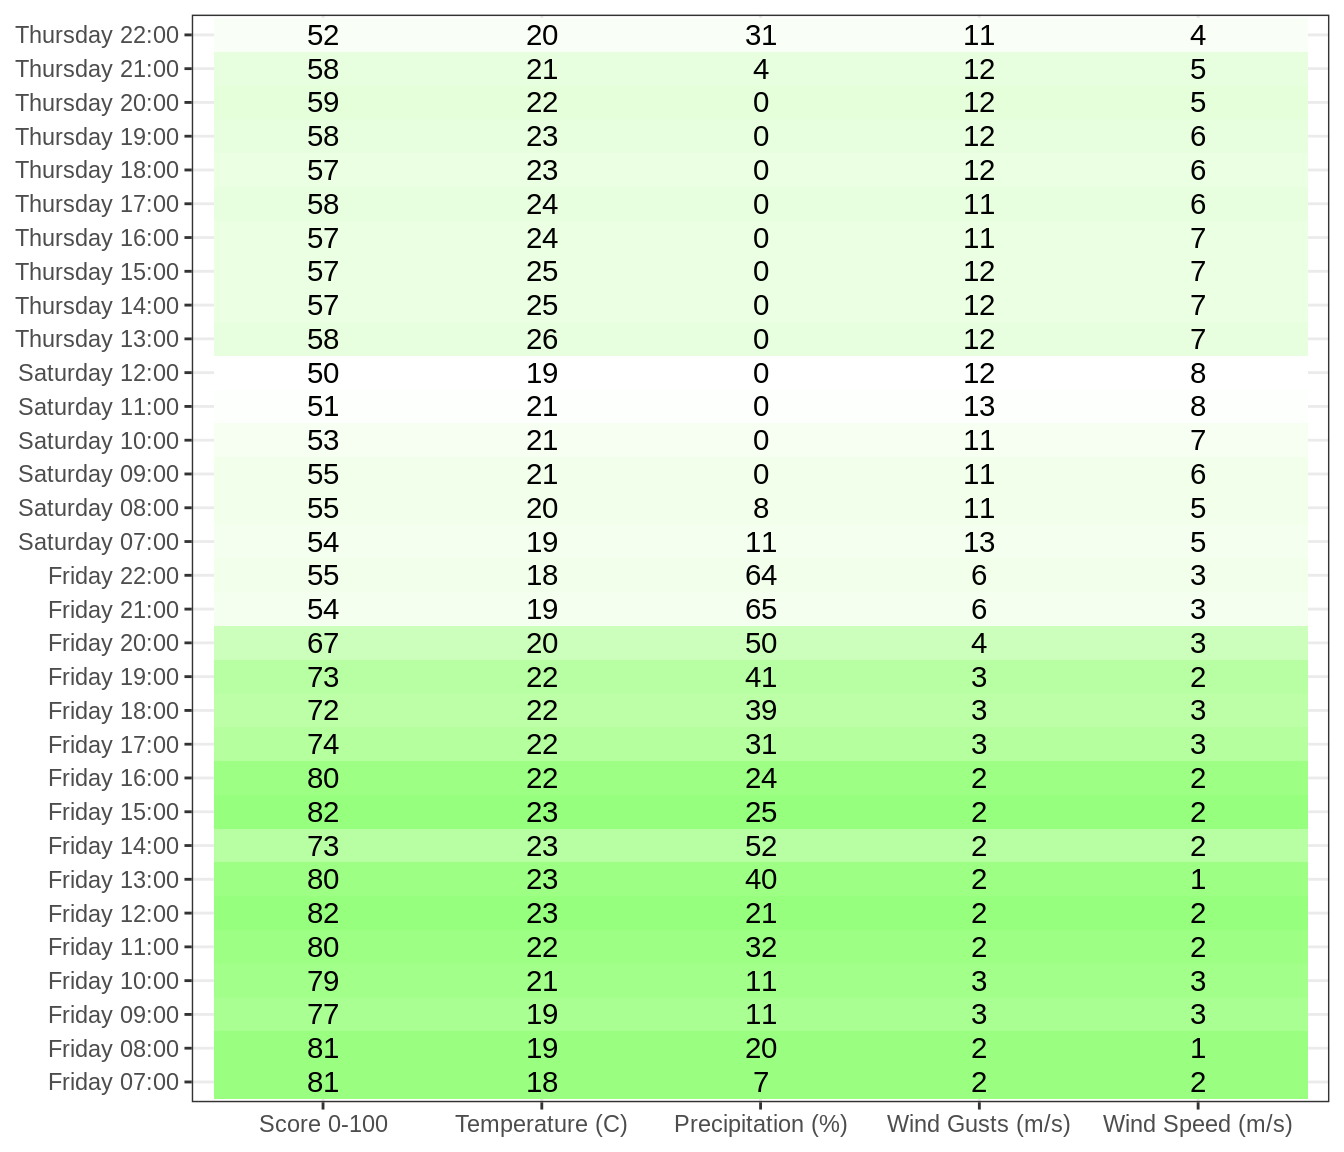 Thursday 22:00 52 20 31 11 4
Thursday 21:00 58 21 4 12 5
Thursday 20:00 59 22 0 12 5
Thursday 19:00 58 23 0 12 6
Thursday 18:00 57 23 0 12 6
Thursday 17:00 58 24 0 11 6
Thursday 16:00 57 24 0 11 7
Thursday 15:00 57 25 0 12 7
Thursday 14:00 57 25 0 12 7
Thursday 13:00 58 26 0 12 7
Saturday 12:00 50 19 0 12 8
Saturday 11:00 51 21 0 13 8
Saturday 10:00 53 21 0 11 7
Saturday 09:00 55 21 0 11 6
Saturday 08:00 55 20 8 11 5
Saturday 07:00 54 19 11 13 5
Friday 22:00 55 18 64 6 3
Friday 21:00 54 19 65 6 3
Friday 20:00 67 20 50 4 3
Friday 19:00 73 22 41 3 2
Friday 18:00 72 22 39 3 3
Friday 17:00 74 22 31 3 3
Friday 16:00 80 22 24 2 2
Friday 15:00 82 23 25 2 2
Friday 14:00 73 23 52 2 2
Friday 13:00 80 23 40 2 1
Friday 12:00 82 23 21 2 2
Friday 11:00 80 22 32 2 2
Friday 10:00 79 21 11 3 3
Friday 09:00 77 19 11 3 3
Friday 08:00 81 19 20 2 1
Friday 07:00 81 18 7 2 2
Score 0-100 Temperature (C) Precipitation (%) Wind Gusts (m/s) Wind Speed (m/s)